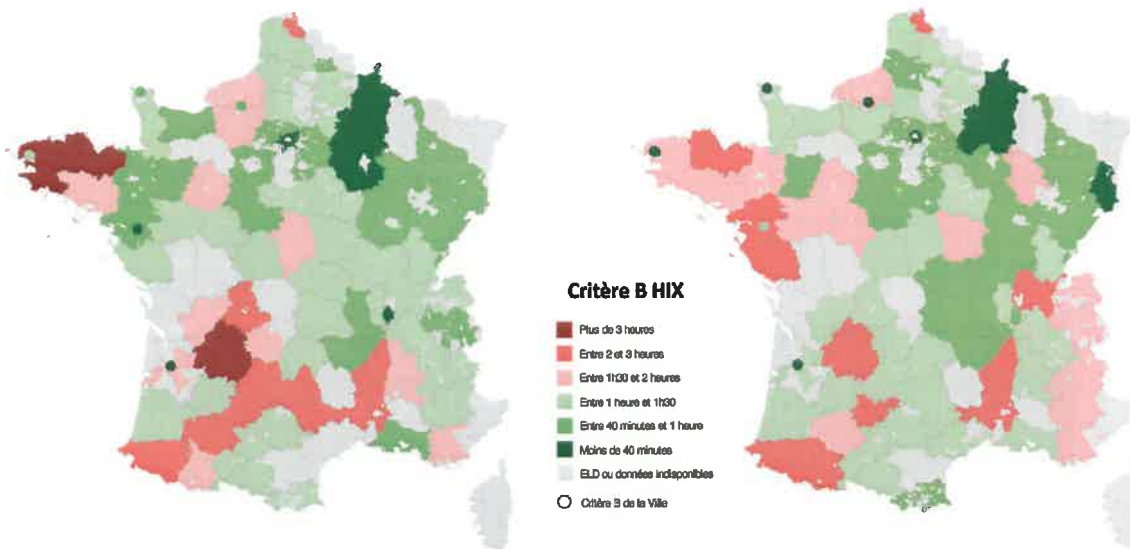 Critère B HIX
Plus de 3 heures
Entre 2 et 3 heures
Entre 1h30 et 2 heures
Entre 1 heure et 1h30
Entre 40 minutes et 1 heure
Moins de 40 minutes
ELD ou données indisponibles
Critère B de la Ville